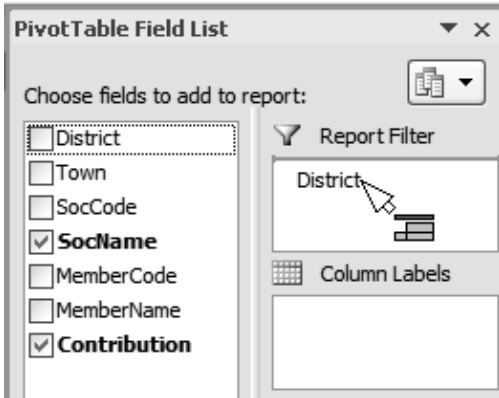 PivotTable Field List
Choose fields to add to report:
District
Town
SocCode
SocName
MemberCode
MemberName
Contribution
Report Filter
District
Column Labels